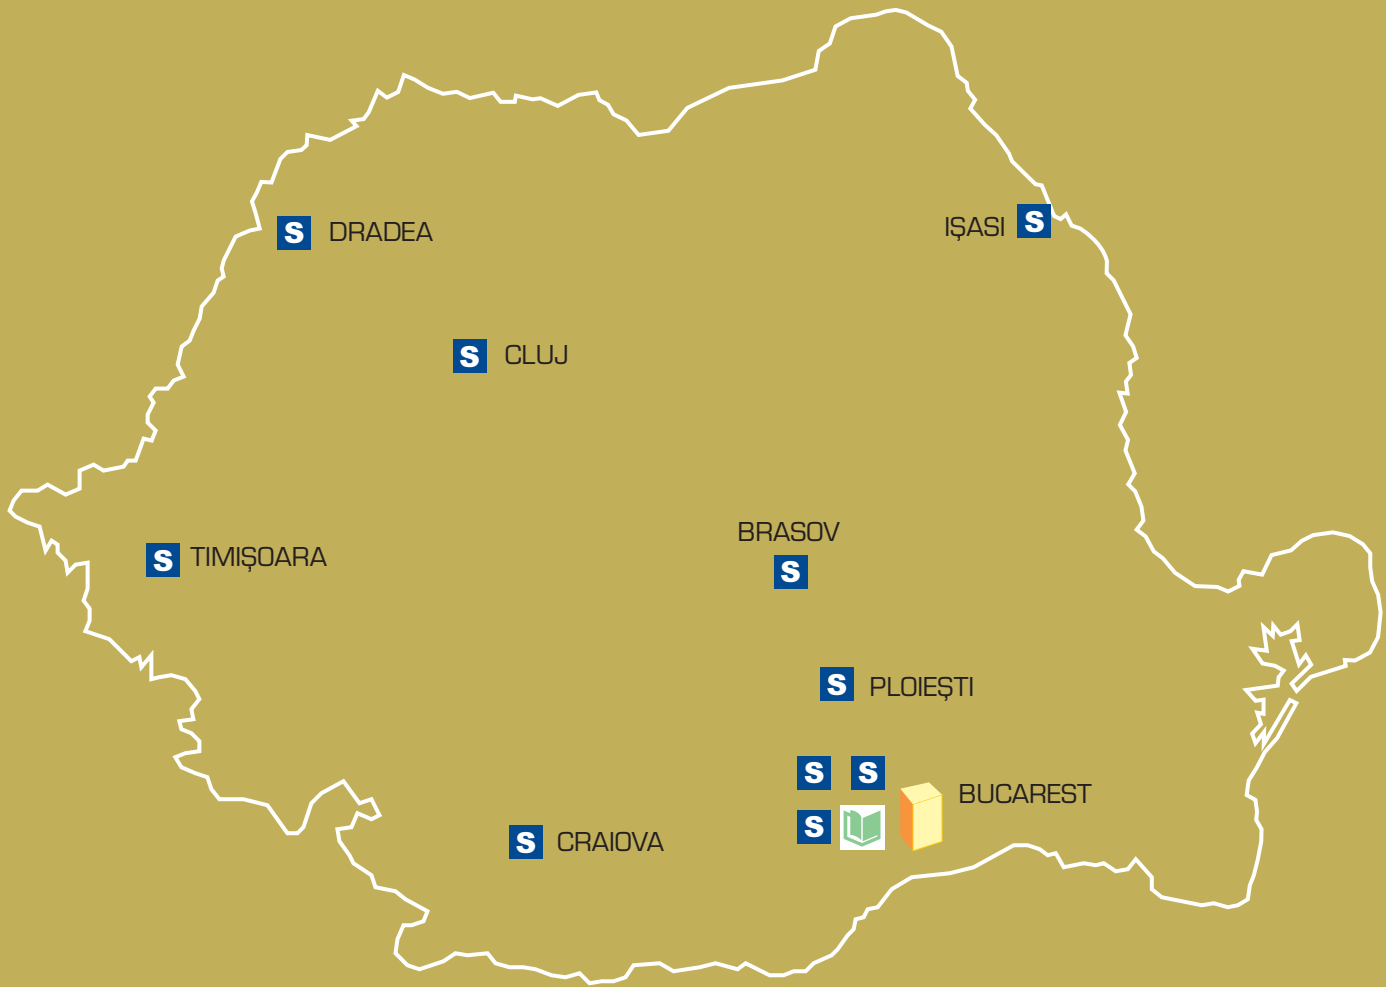 S DRADEA
IŞASI S
S CLUJ
BRASOV
S
S TIMIŞOARA
S PLOIEŞTI
S S
BUCAREST
S
S CRAIOVA